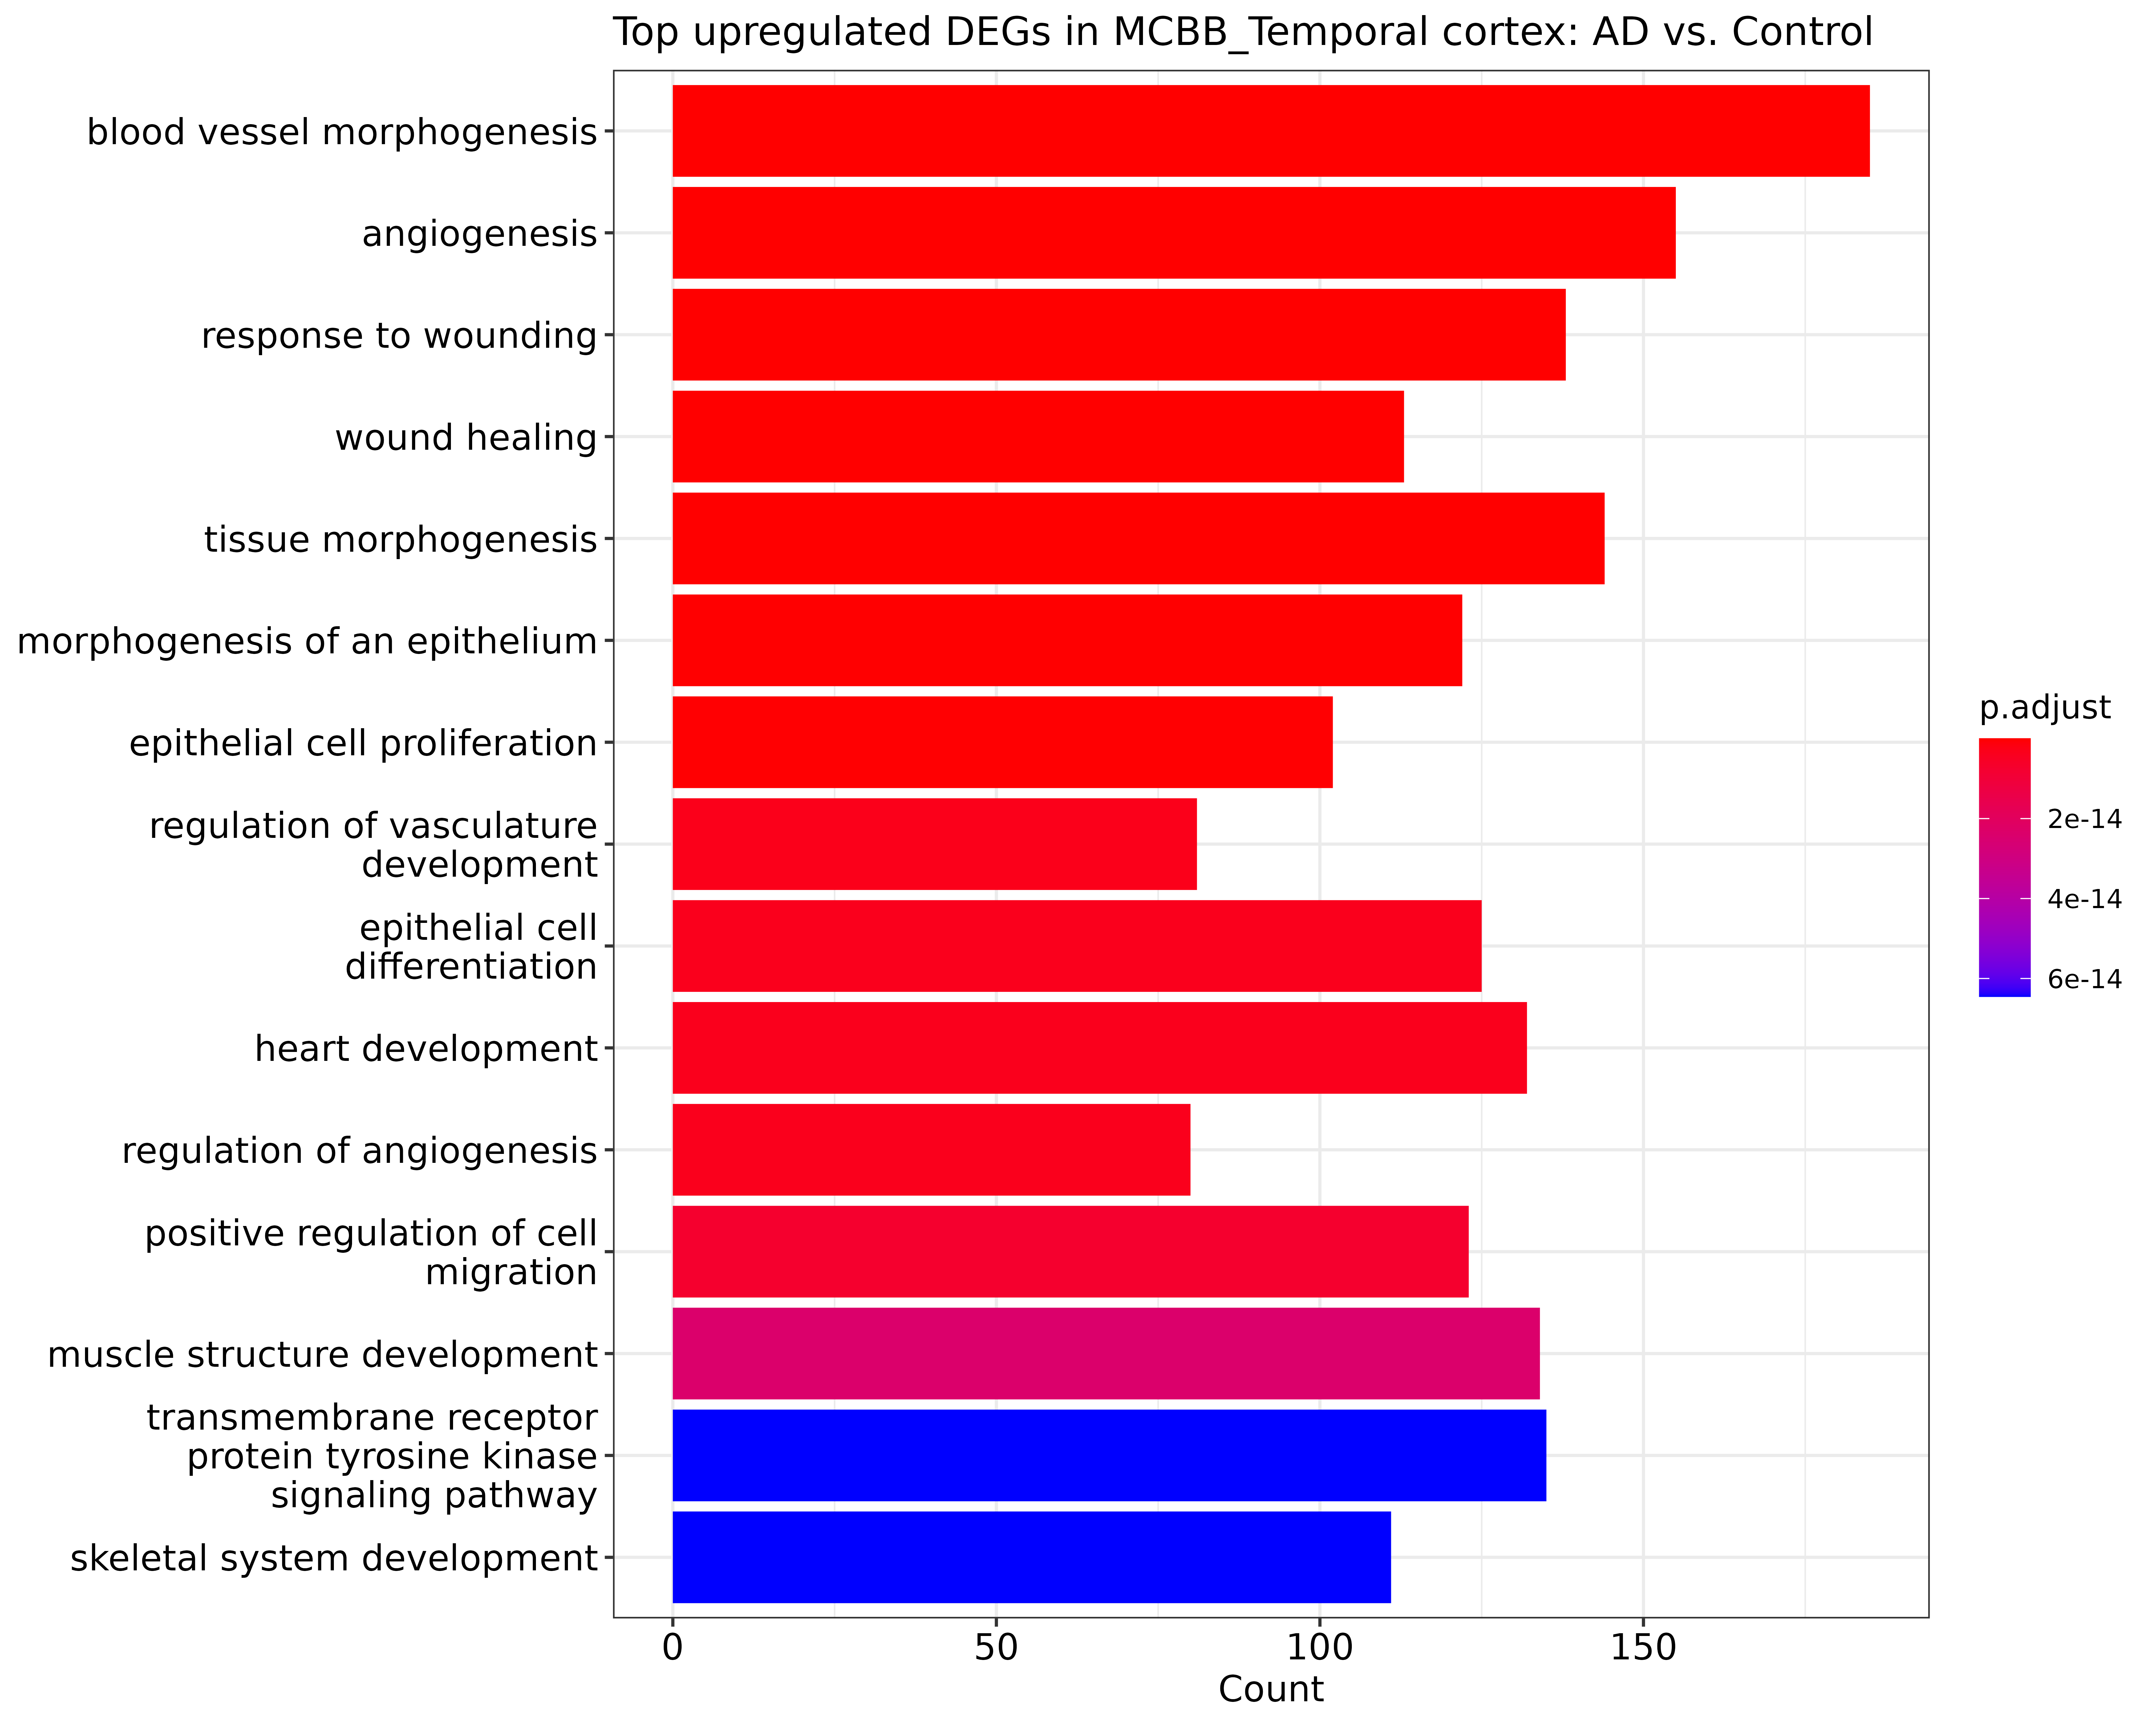 Top upregulated DEGs in MCBB_Temporal cortex: AD vs. Control
blood vessel morphogenesis
angiogenesis
response to wounding
wound healing
tissue morphogenesis
morphogenesis of an epithelium
epithelial cell proliferation
regulation of vasculature
development
epithelial cell
differentiation
heart development
regulation of angiogenesis
positive regulation of cell
migration
muscle structure development
transmembrane receptor
protein tyrosine kinase
signaling pathway
skeletal system development
0 50 100 150
Count
p.adjust
2e-14
4e-14
6e-14